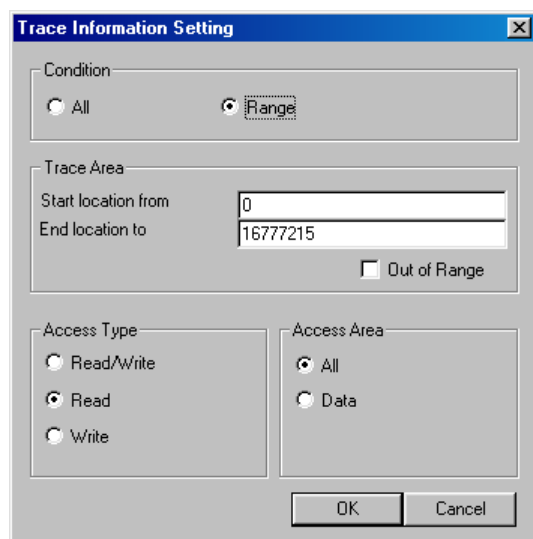 Trace Information Setting
Condition
All Range
Trace Area
Start location from 0
End location to 16777215
Out of Range
Access Type
Read/Write
Read
Write
Access Area
All
Data
OK Cancel